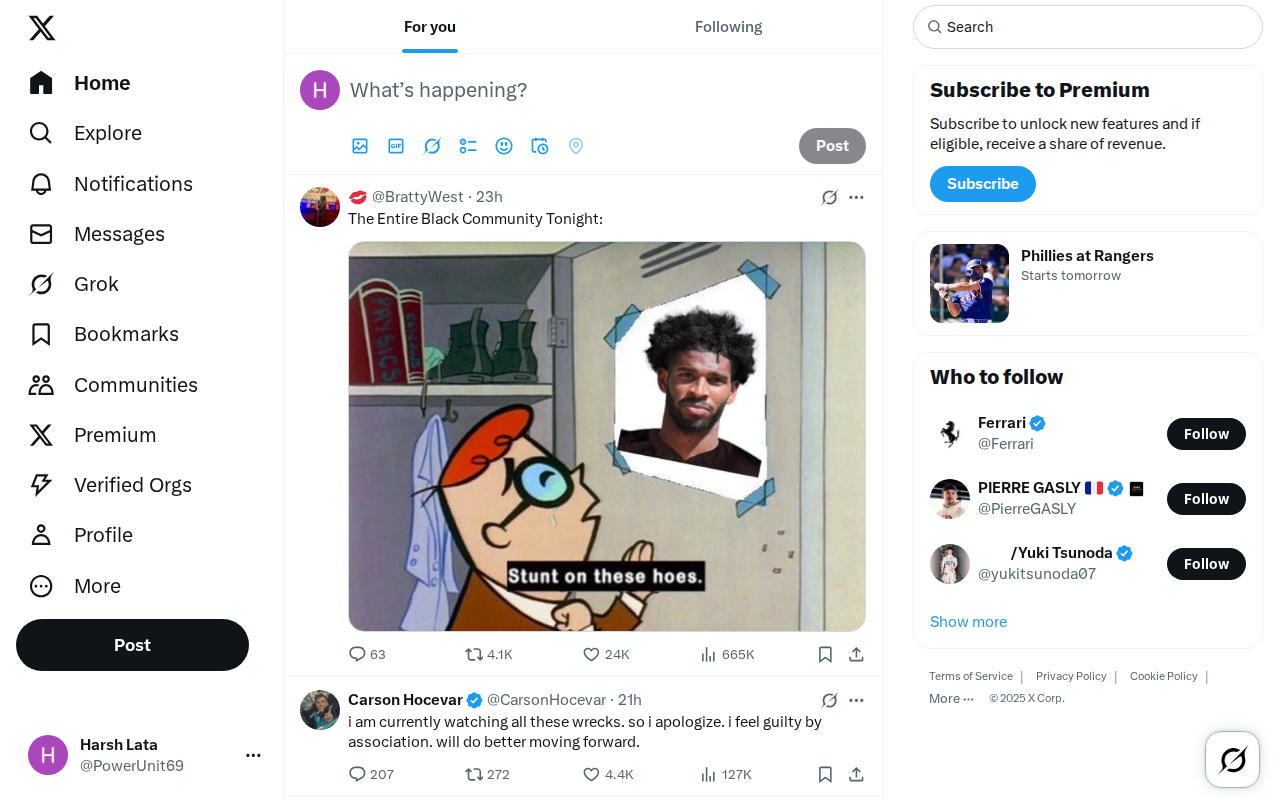 Home
Explore
Notifications
Messages
Grok
Bookmarks
Communities
Premium
Verified Orgs
Profile
More
Post
H
Harsh Lata
@PowerUnit69
For you
Following
H
What's happening?
GIF
Post
@BrattyWest · 23h
The Entire Black Community Tonight:
PHYSICS
Stunt on these hoes.
63
4.1K
24K
665K
Carson Hocevar @CarsonHocevar · 21h
i am currently watching all these wrecks. so i apologize. i feel guilty by
association. will do better moving forward.
207
272
4.4K
127K
Search
Subscribe to Premium
Subscribe to unlock new features and if
eligible, receive a share of revenue.
Subscribe
Phillies at Rangers
Starts tomorrow
Who to follow
Ferrari
@Ferrari
Follow
PIERRE GASLY
@PierreGASLY
Follow
/Yuki Tsunoda
@yukitsunoda07
Follow
Show more
Terms of Service |
Privacy Policy |
Cookie Policy |
More ···
© 2025 X Corp.